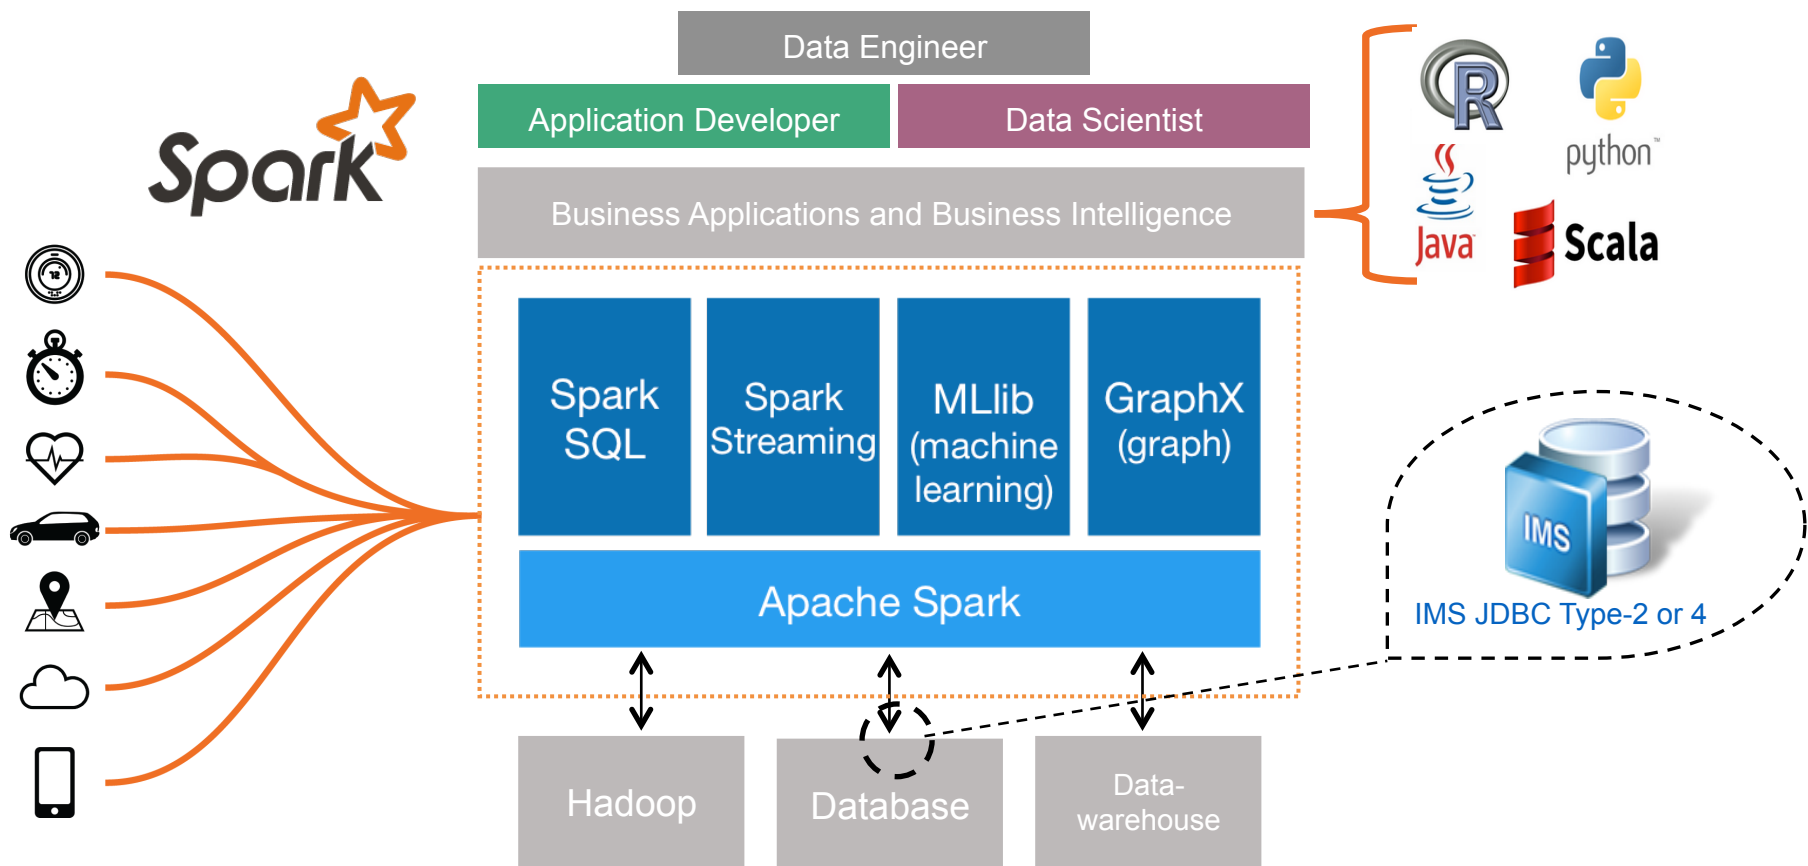 Data Engineer
Application Developer
Data Scientist
Spark
Business Applications and Business Intelligence
R
python™
Java
Scala
Spark
SQL
Spark
Streaming
MLlib
(machine
learning)
GraphX
(graph)
Apache Spark
IMS
IMS JDBC Type-2 or 4
Hadoop
Database
Data-
warehouse